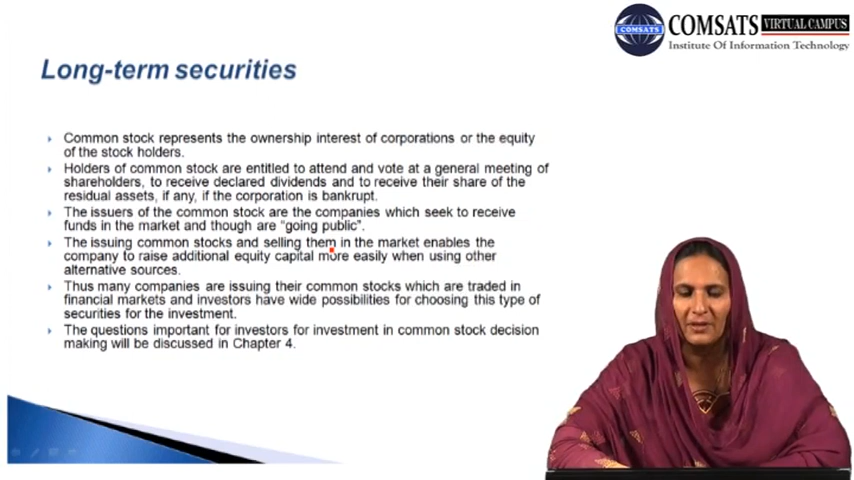 COMSATS VIRTUAL CAMPUS
COMSATS
Institute Of Information Technology
Long-term securities
Common stock represents the ownership interest of corporations or the equity
of the stock holders.
Holders of common stock are entitled to attend and vote at a general meeting of
shareholders, to receive declared dividends and to receive their share of the
residual assets, if any, if the corporation is bankrupt.
The issuers of the common stock are the companies which seek to receive
funds in the market and though are “going public”.
The issuing common stocks and selling them in the market enables the
company to raise additional equity capital more easily when using other
alternative sources.
Thus many companies are issuing their common stocks which are traded in
financial markets and investors have wide possibilities for choosing this type of
securities for the investment.
The questions important for investors for investment in common stock decision
making will be discussed in Chapter 4.